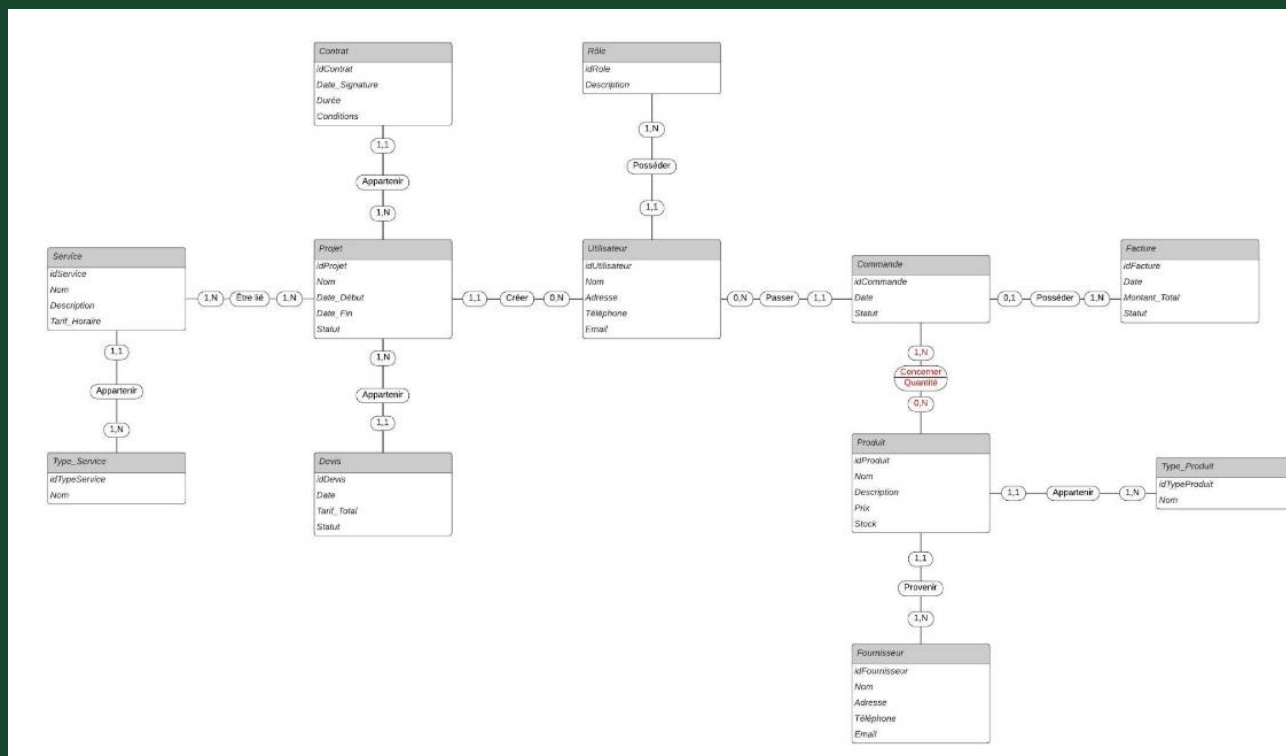 Contrat
idContrat
Date_Signature
Durée
Conditions
Rôle
idRole
Description
1,1
Appartenir
1,N
1,N
Posséder
1,1
Service
idService
Nom
Description
Tarif_Horaire
1,N
Être lié
1,N
Projet
idProjet
Nom
Date_Début
Date_Fin
Statut
1,1
Créer
0,N
Utilisateur
idUtilisateur
Nom
Adresse
Téléphone
Email
0,N
Passer
1,1
Commande
idCommande
Date
Statut
0,1
Posséder
1,N
Facture
idFacture
Date
Montant_Total
Statut
1,1
Appartenir
1,N
1,N
Appartenir
1,1
1,N
Concerner
Quantité
0,N
Type_Service
idTypeService
Nom
Devis
idDevis
Date
Tarif_Total
Statut
Produit
idProduit
Nom
Description
Prix
Stock
1,1
Appartenir
1,N
Type_Produit
idTypeProduit
Nom
1,1
Provenir
1,N
Fournisseur
idFournisseur
Nom
Adresse
Téléphone
Email